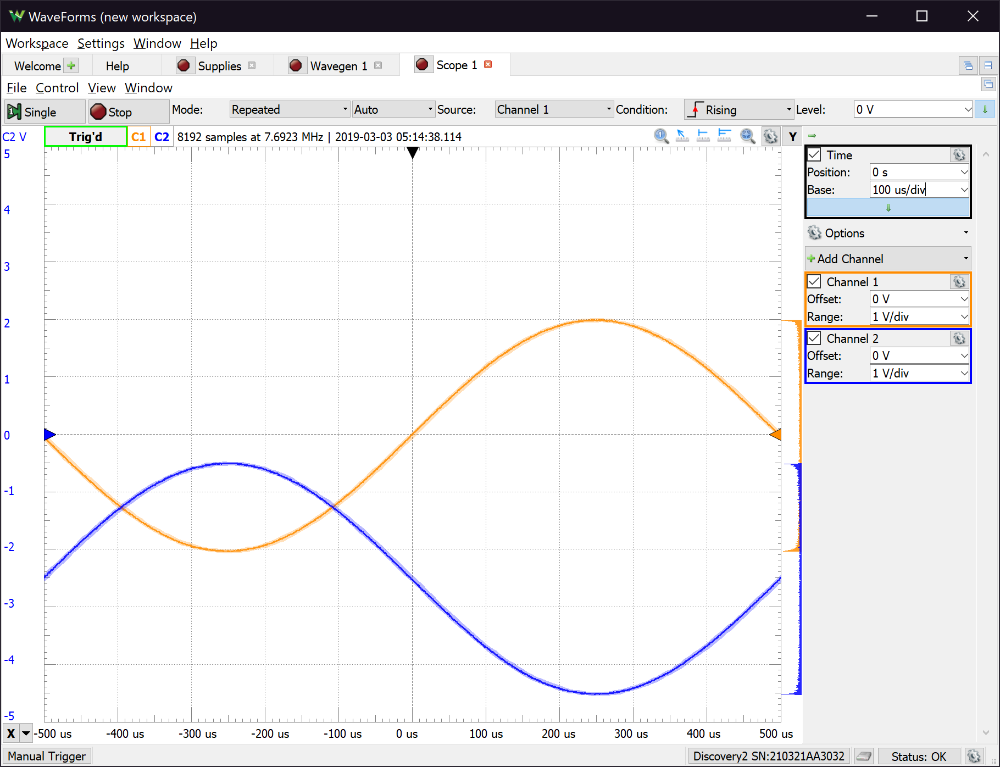 WaveForms (new workspace)
Workspace Settings Window Help
Welcome Help Supplies Wavegen 1 Scope 1
File Control View Window
Single Stop Mode: Repeated Auto Source: Channel 1 Condition: Rising Level: 0 V
C2 V Trig'd C1 C2 8192 samples at 7.6923 MHz | 2019-03-03 05:14:38.114 Y
Time
Position: 0 s
Base: 100 us/div
Options
Add Channel
Channel 1
Offset: 0 V
Range: 1 V/div
Channel 2
Offset: 0 V
Range: 1 V/div
5
4
3
2
1
0
-1
-2
-3
-4
-5
X -500 us -400 us -300 us -200 us -100 us 0 us 100 us 200 us 300 us 400 us 500 us
Manual Trigger Discovery2 SN:210321AA3032 Status: OK